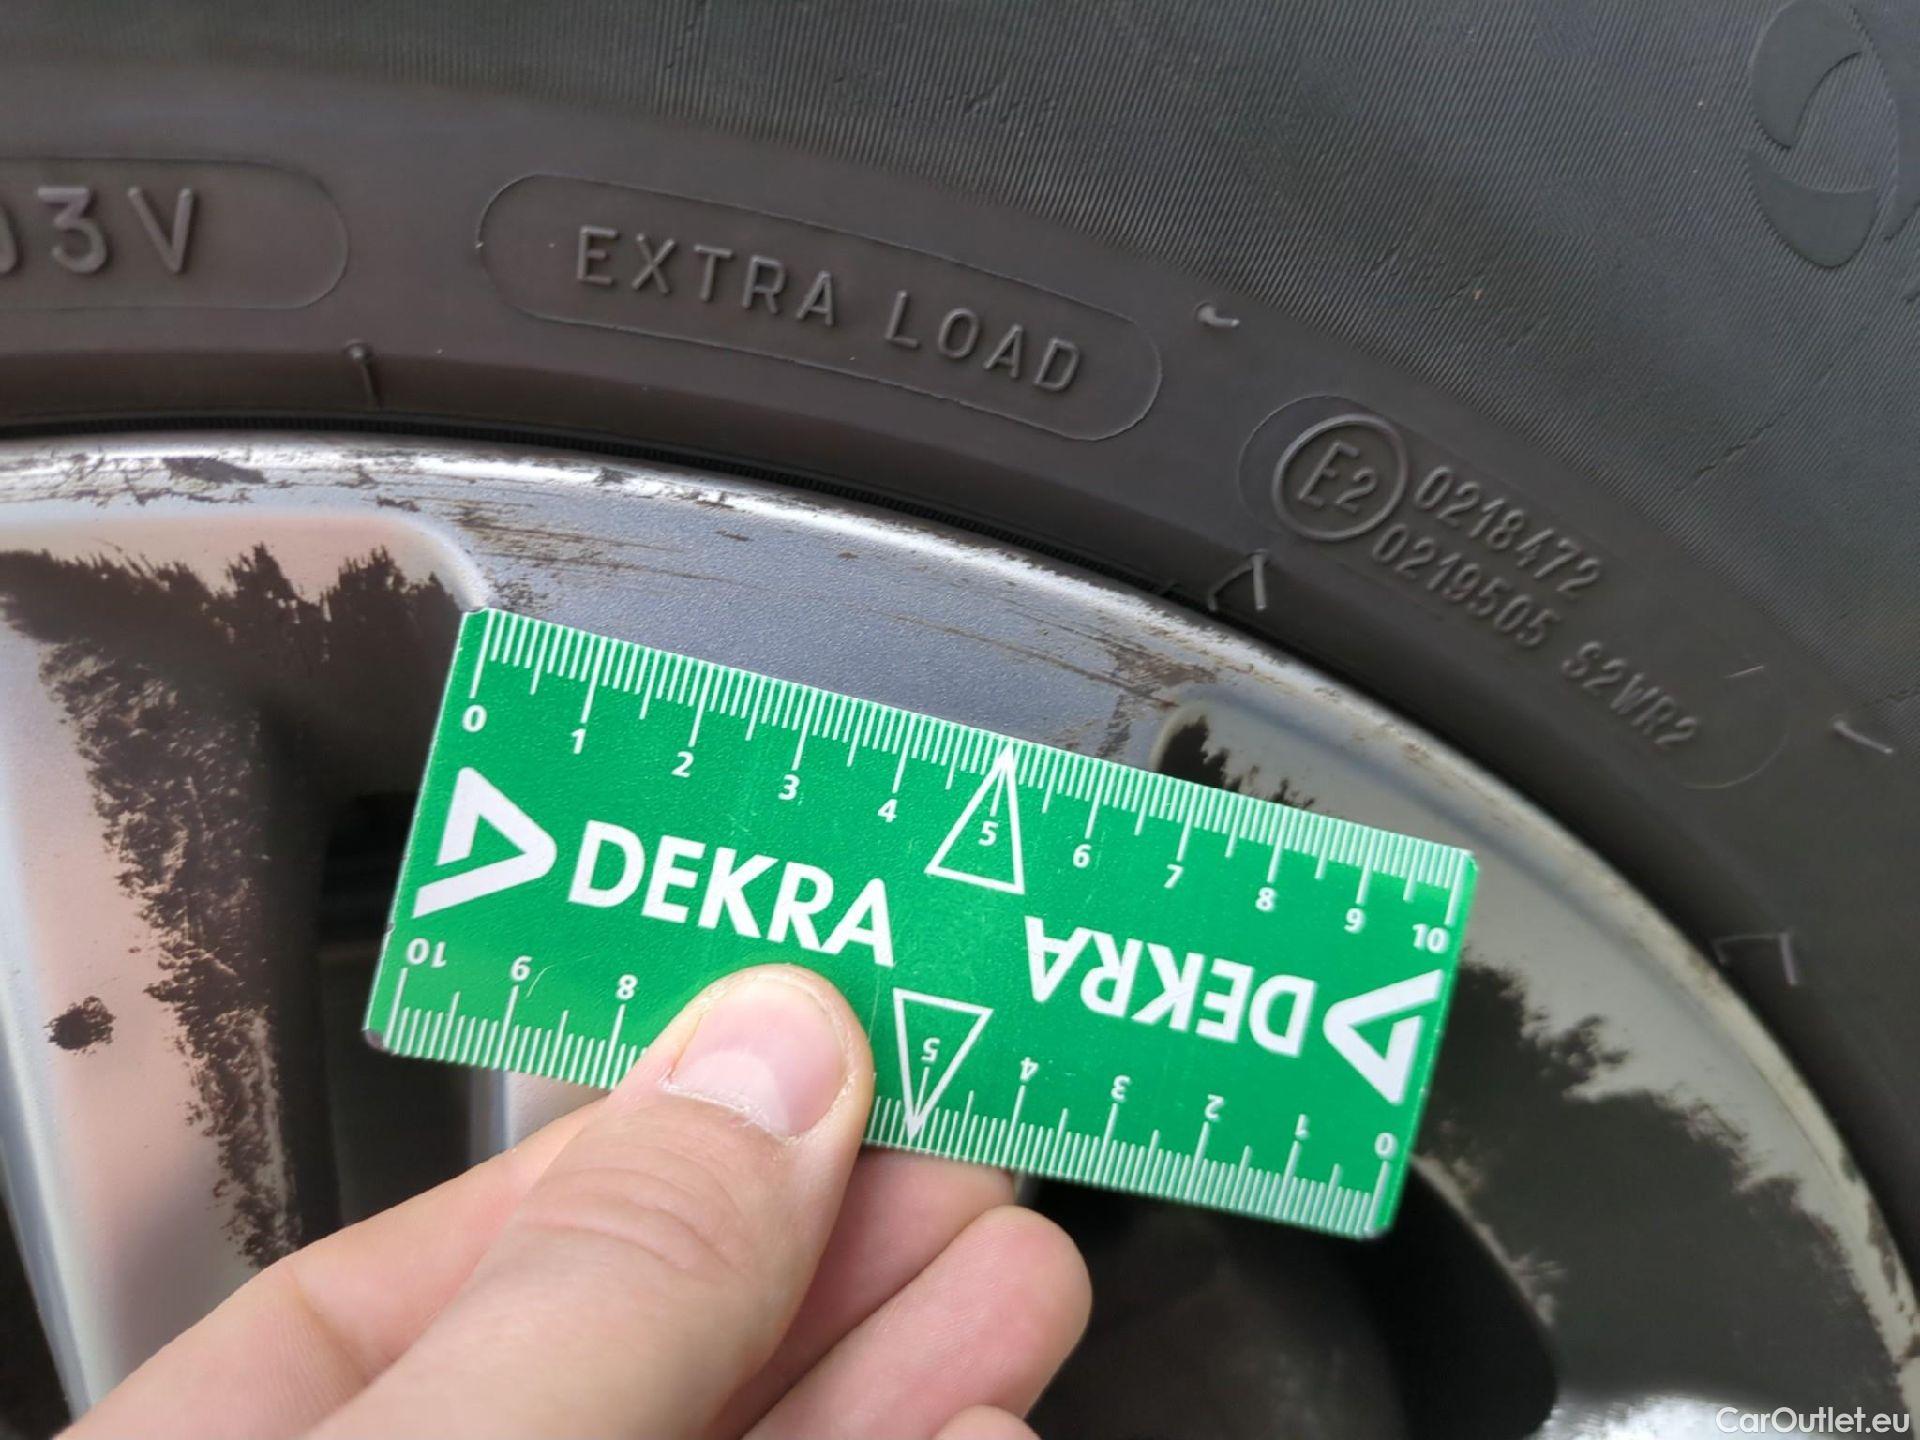 03V
EXTRA LOAD
E2
0218472
0219505 S2WR2
0 1 2 3 4 5 6 7 8 9 10
DEKRA
DEKRA
10 9 8 5 4 3 2 1 0
CarOutlet.eu